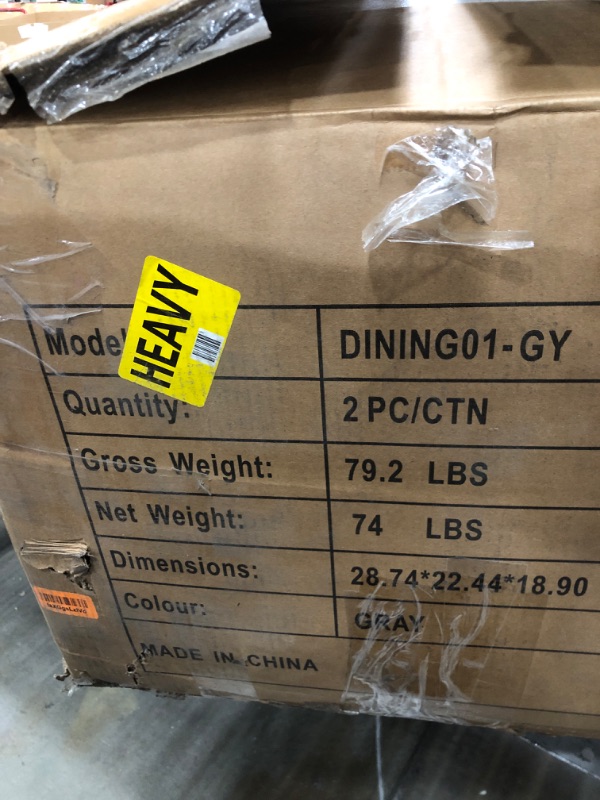 HEAVY
Mode DINING01-GY
Quantity: 2 PC/CTN
Gross Weight: 79.2 LBS
Net Weight: 74 LBS
Dimensions: 28.74*22.44*18.90
Colour: GRAY
MADE IN CHINA